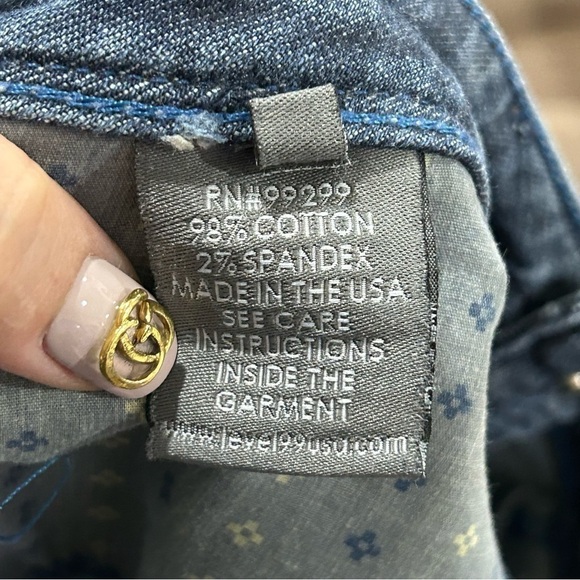 RN#99299
98% COTTON
2% SPANDEX
MADE IN THE USA
SEE CARE
INSTRUCTIONS
INSIDE THE
GARMENT
www.level99usa.com